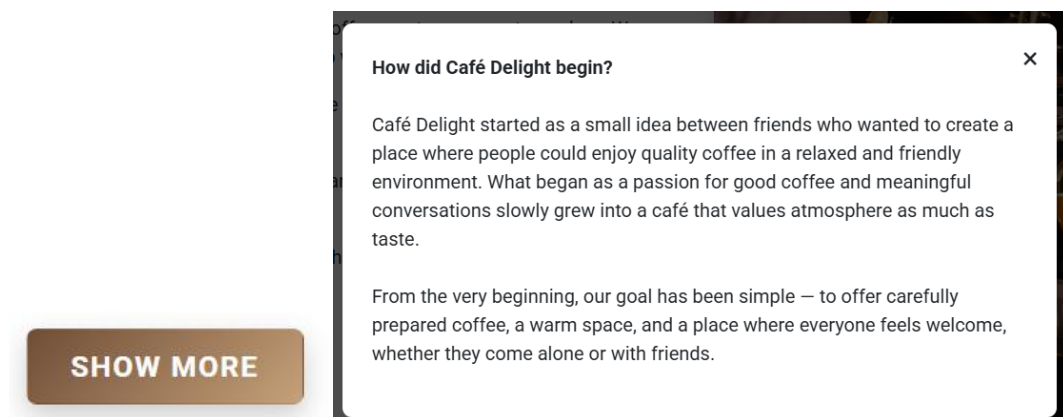 How did Café Delight begin?
Café Delight started as a small idea between friends who wanted to create a
place where people could enjoy quality coffee in a relaxed and friendly
environment. What began as a passion for good coffee and meaningful
conversations slowly grew into a café that values atmosphere as much as
taste.
From the very beginning, our goal has been simple — to offer carefully
prepared coffee, a warm space, and a place where everyone feels welcome,
whether they come alone or with friends.
SHOW MORE